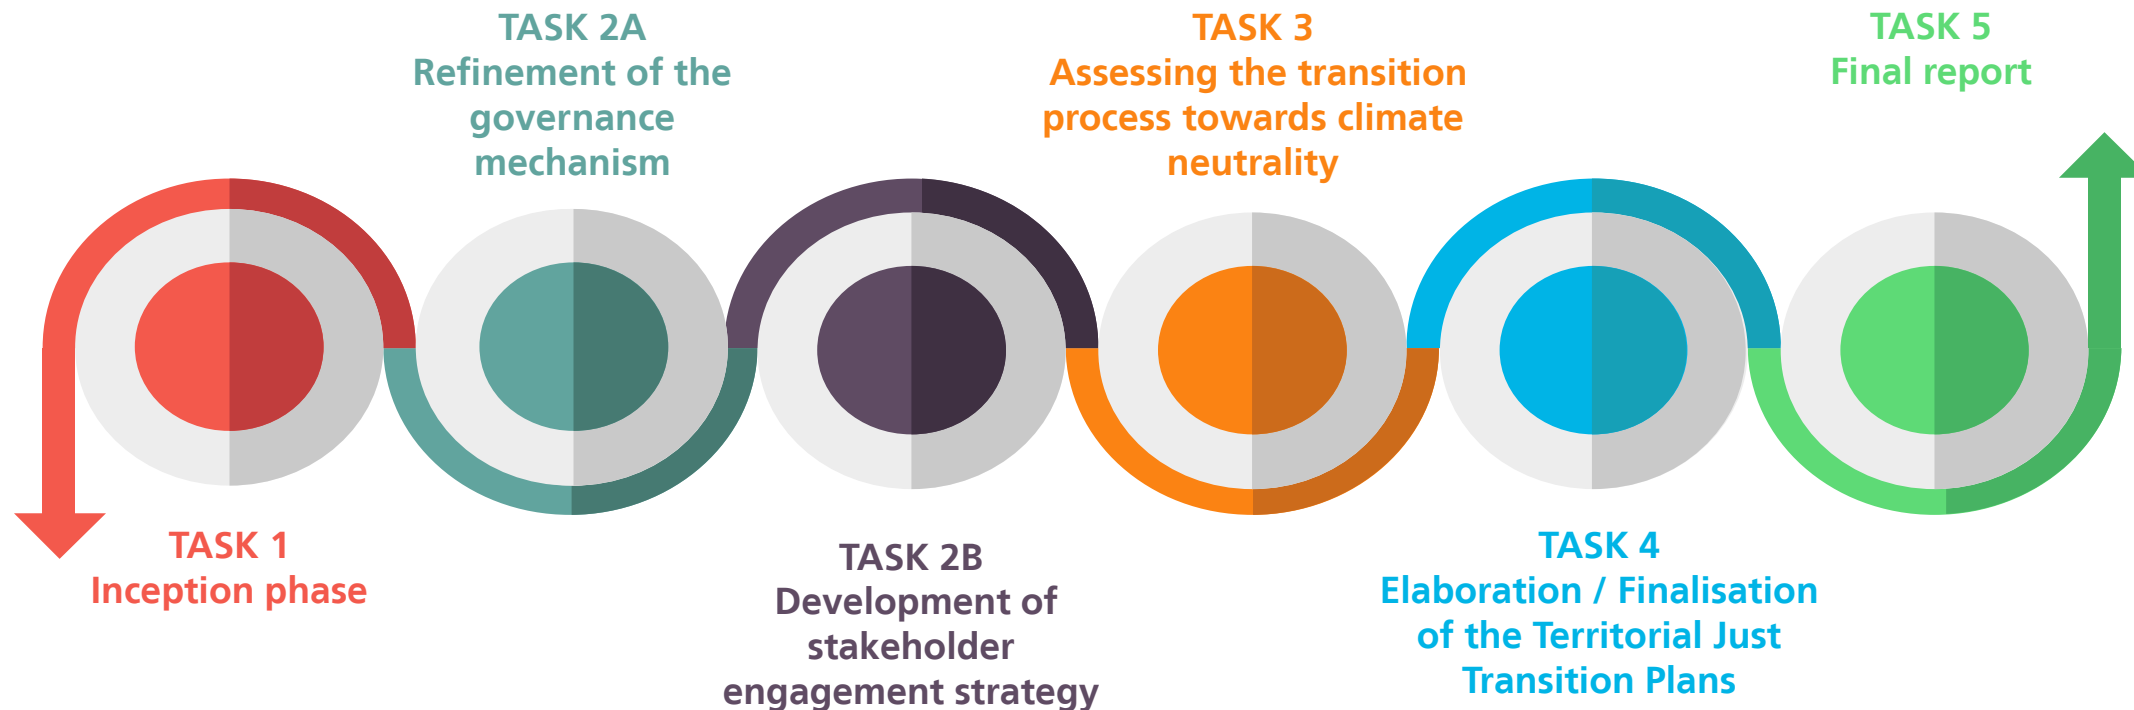 TASK 1
Inception phase
TASK 2A
Refinement of the
governance
mechanism
TASK 2B
Development of
stakeholder
engagement strategy
TASK 3
Assessing the transition
process towards climate
neutrality
TASK 4
Elaboration / Finalisation
of the Territorial Just
Transition Plans
TASK 5
Final report